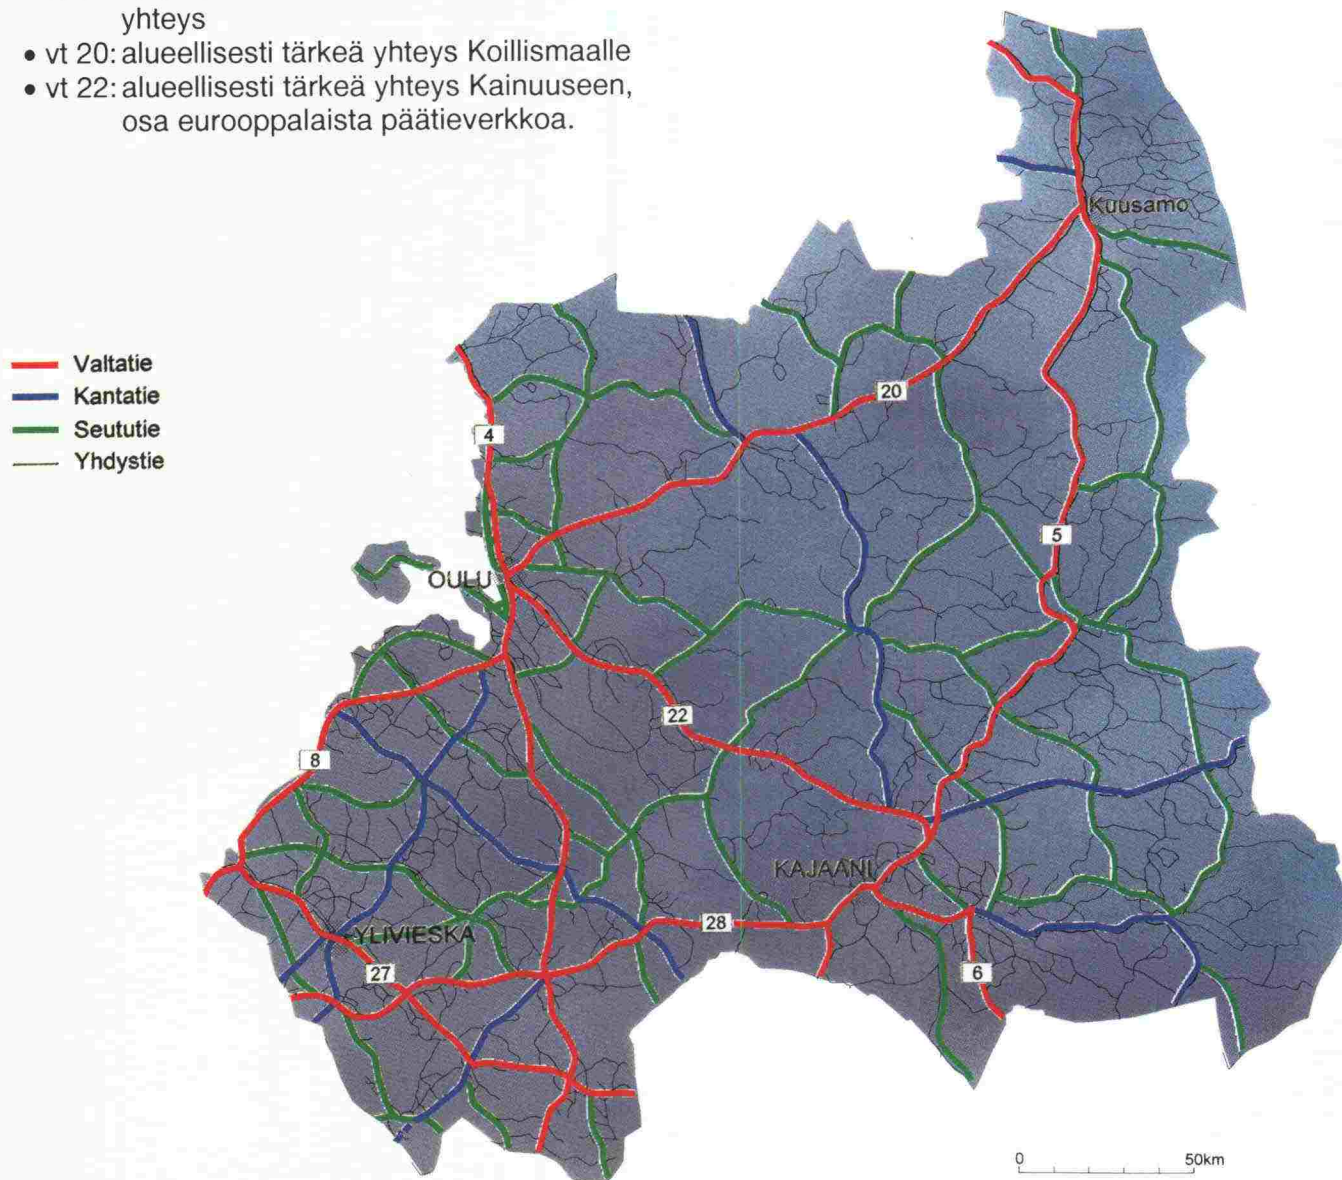 yhteys
• vt 20: alueellisesti tärkeä yhteys Koillismaalle
• vt 22: alueellisesti tärkeä yhteys Kainuuseen,
osa eurooppalaista päätieverkkoa.
Kuusamo
Valtatie
Kantatie
Seututie
Yhdystie
20
4
5
OULU
22
8
KAJAANI
28
YLIVIESKA
27
6
0 50km